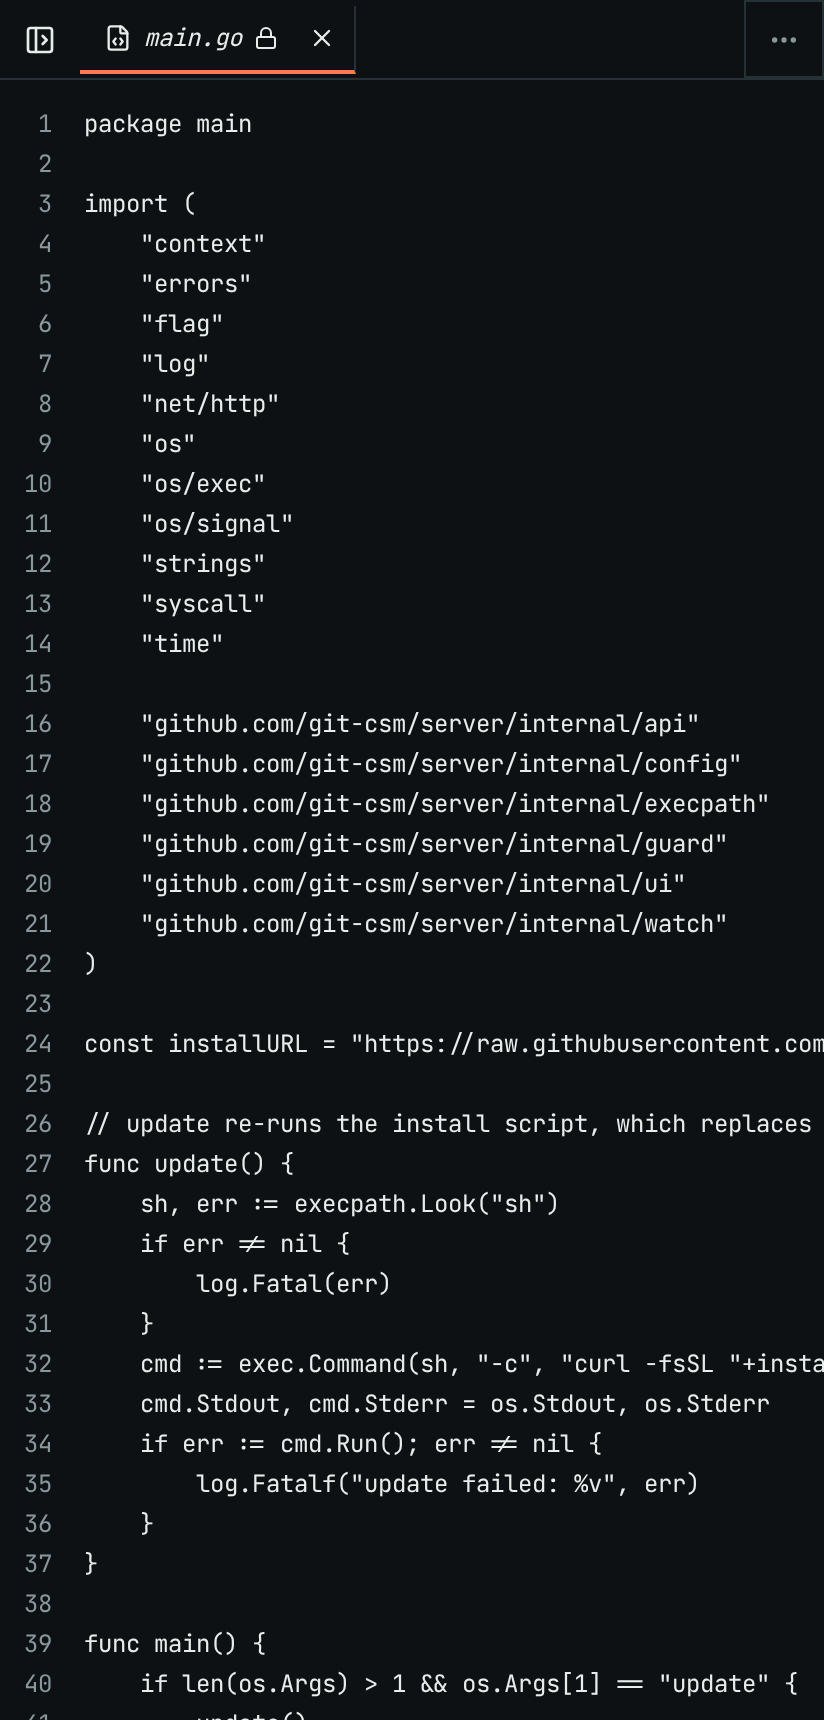 main.go
1 package main
2
3 import (
4     "context"
5     "errors"
6     "flag"
7     "log"
8     "net/http"
9     "os"
10     "os/exec"
11     "os/signal"
12     "strings"
13     "syscall"
14     "time"
15
16     "github.com/git-csm/server/internal/api"
17     "github.com/git-csm/server/internal/config"
18     "github.com/git-csm/server/internal/execpath"
19     "github.com/git-csm/server/internal/guard"
20     "github.com/git-csm/server/internal/ui"
21     "github.com/git-csm/server/internal/watch"
22 )
23
24 const installURL = "https://raw.githubusercontent.com
25
26 // update re-runs the install script, which replaces
27 func update() {
28     sh, err := execpath.Look("sh")
29     if err != nil {
30         log.Fatal(err)
31     }
32     cmd := exec.Command(sh, "-c", "curl -fsSL "+insta
33     cmd.Stdout, cmd.Stderr = os.Stdout, os.Stderr
34     if err := cmd.Run(); err != nil {
35         log.Fatalf("update failed: %v", err)
36     }
37 }
38
39 func main() {
40     if len(os.Args) > 1 && os.Args[1] == "update" {
41         update()